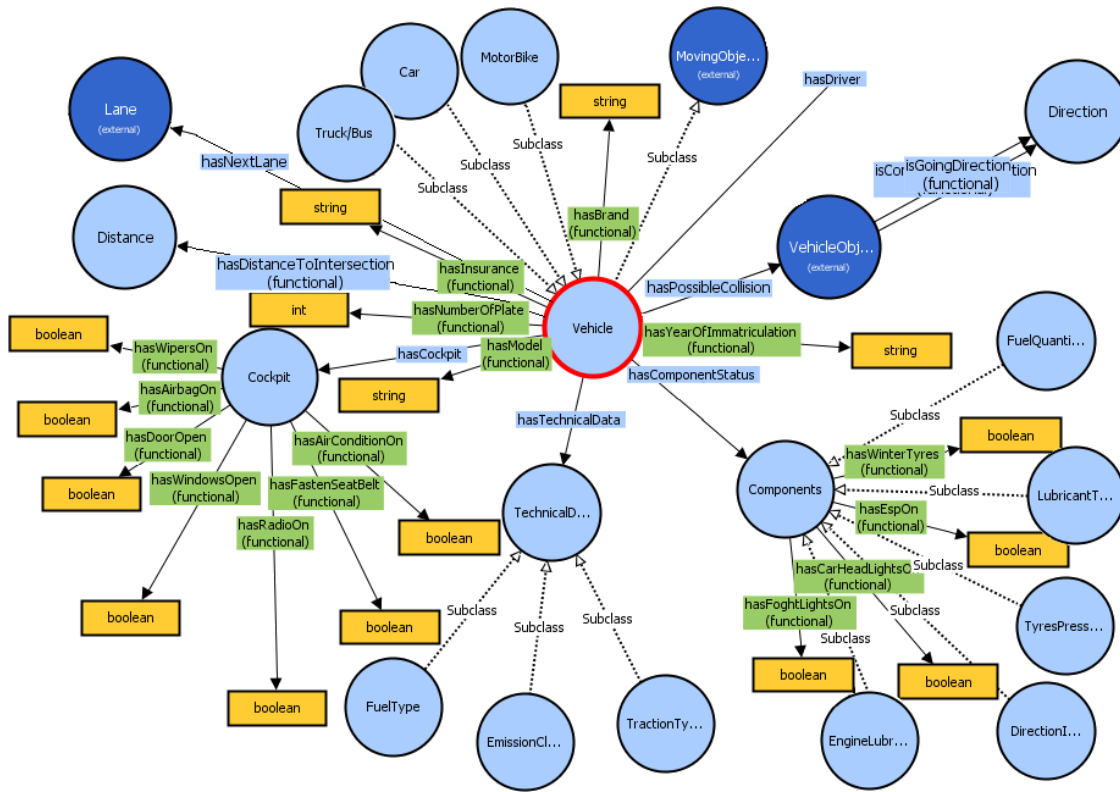 Car
MotorBike
MovingObje...
(external)
hasDriver
Lane
(external)
string
Direction
Truck/Bus
Subclass
Subclass
Subclass
Subclass
hasNextLane
isGoingDirection
(functional)
string
hasBrand
(functional)
Distance
VehicleObj...
(external)
hasDistanceToIntersection
(functional)
hasInsurance
(functional)
hasPossibleCollision
int
hasNumberOfPlate
(functional)
Vehicle
hasYearOfImmatriculation
(functional)
boolean
hasWipersOn
(functional)
hasCockpit
hasModel
(functional)
string
FuelQuanti...
Cockpit
hasComponentStatus
string
boolean
hasAirbagOn
(functional)
hasTechnicalData
Subclass
hasDoorOpen
(functional)
hasAirConditionOn
(functional)
boolean
hasWinterTyres
(functional)
boolean
hasWindowsOpen
(functional)
hasFastenSeatBelt
(functional)
Components
Subclass
LubricantT...
TechnicalD...
hasEspOn
(functional)
hasRadioOn
(functional)
boolean
boolean
Subclass
hasCarHeadLightsO
(functional)
boolean
boolean
Subclass
Subclass
Subclass
hasFoghtLightsOn
(functional)
Subclass
TyresPress...
Subclass
boolean
boolean
boolean
FuelType
EmissionCl...
TractionTy...
EngineLubr...
DirectionI...